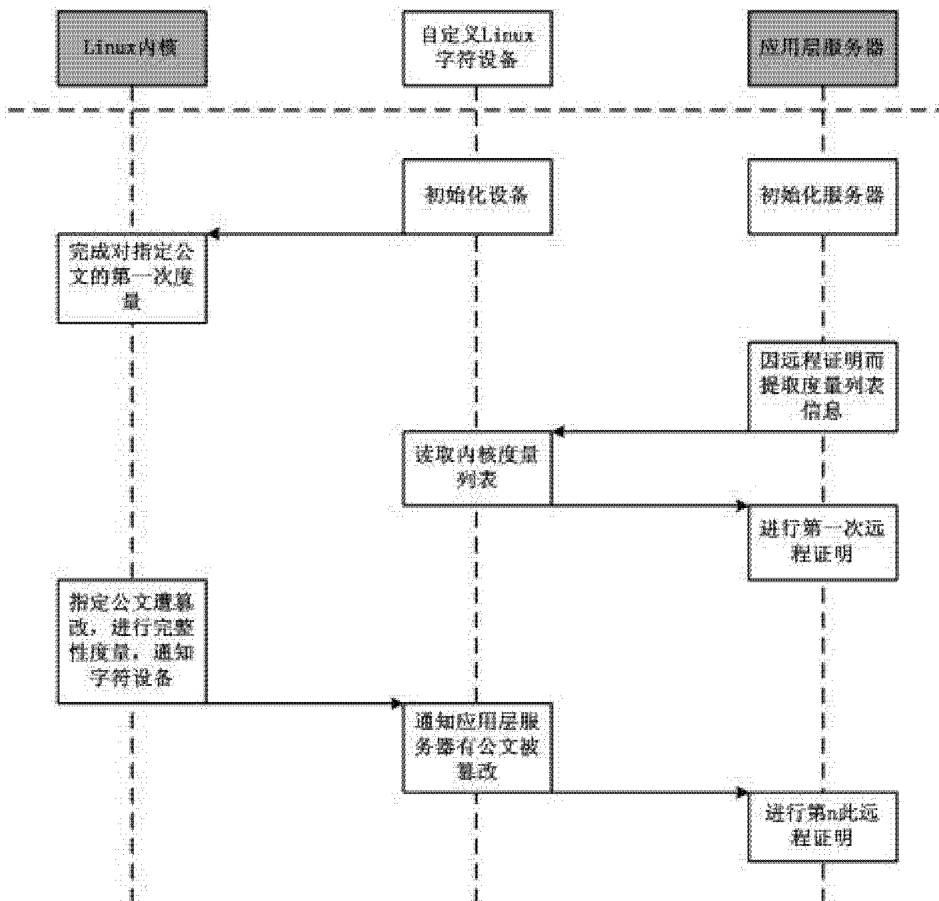 Linux内核
自定义Linux
字符设备
应用层服务器
初始化设备
初始化服务器
完成对指定公
文的第一次度
量
因远程证明而
提取度量列表
信息
读取内核度量
列表
进行第一次远
程证明
指定公文遭篡
改，进行完整
性度量，通知
字符设备
通知应用层服
务器有公文被
篡改
进行第n此远
程证明